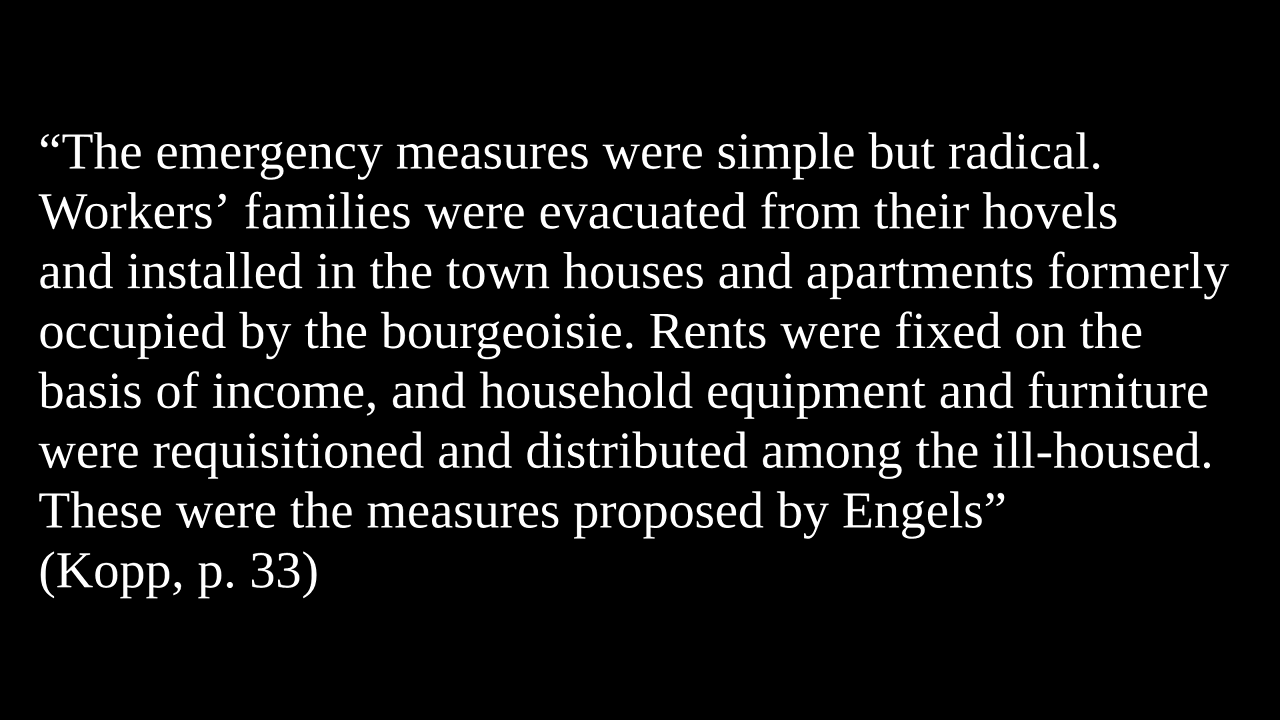 “The emergency measures were simple but radical.
Workers’ families were evacuated from their hovels
and installed in the town houses and apartments formerly
occupied by the bourgeoisie. Rents were fixed on the
basis of income, and household equipment and furniture
were requisitioned and distributed among the ill-housed.
These were the measures proposed by Engels”
(Kopp, p. 33)